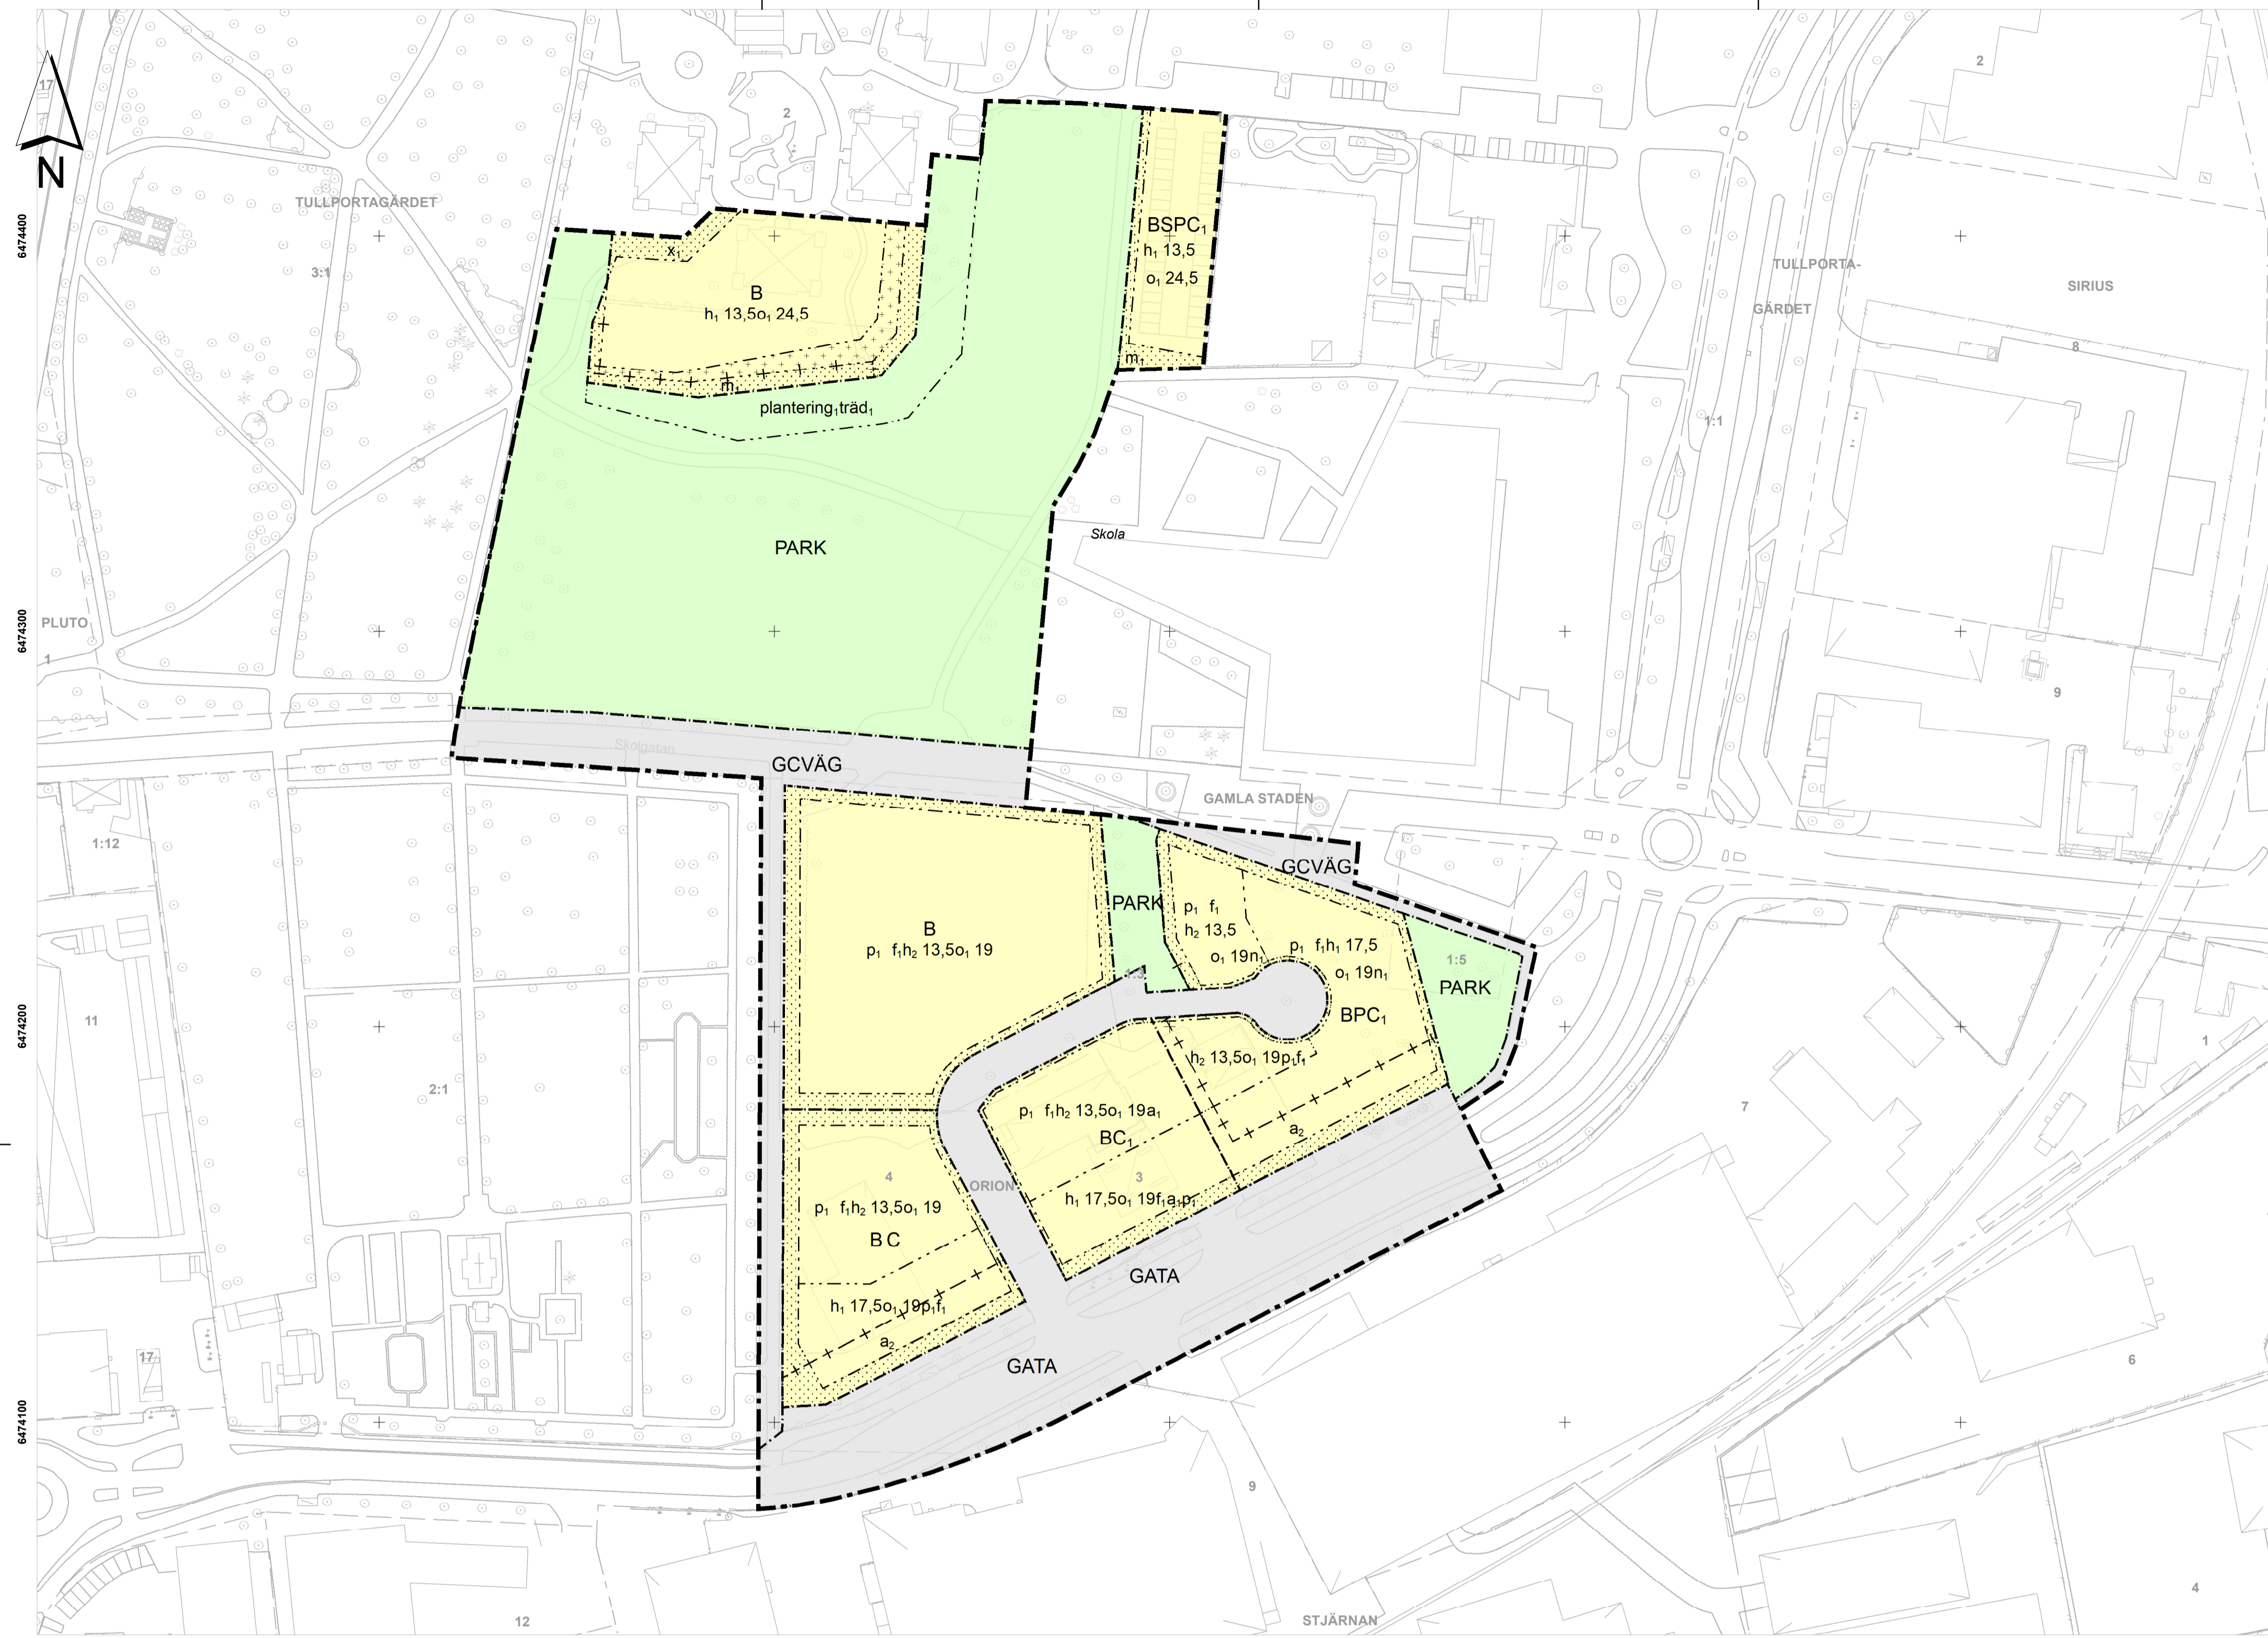 17
2
2
N
TULLPORTAGÄRDET
6474400
BSPC₁
h₁ 13,5
o₁ 24,5
x₁
3:1
TULLPORTA-
GÄRDET
SIRIUS
B
h₁ 13,5o₁ 24,5
8
m₁
m₁
plantering₁träd₁
1:1
Skola
PARK
6474300
PLUTO
1
9
Skolgatan
GCVÄG
GAMLA STADEN
1:12
GCVÄG
PARK
p₁ f₁
h₂ 13,5
o₁ 19n₁
B
p₁ f₁h₂ 13,5o₁ 19
p₁ f₁h₁ 17,5
o₁ 19n₁
1:5
PARK
1:3
BPC₁
6474200
11
1
h₂ 13,5o₁ 19p₁f₁
2:1
7
p₁ f₁h₂ 13,5o₁ 19a₁
BC₁
a₂
4
ORION
3
h₁ 17,5o₁ 19f₁a₁p₁
p₁ f₁h₂ 13,5o₁ 19
B C
GATA
h₁ 17,5o₁ 19p₁f₁
a₂
17
GATA
6
6474100
9
4
12
STJÄRNAN